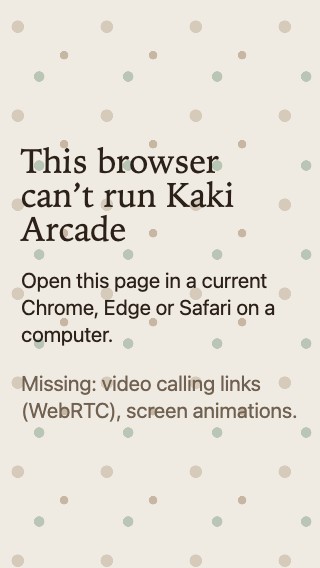 This browser
can’t run Kaki
Arcade
Open this page in a current
Chrome, Edge or Safari on a
computer.
Missing: video calling links
(WebRTC), screen animations.